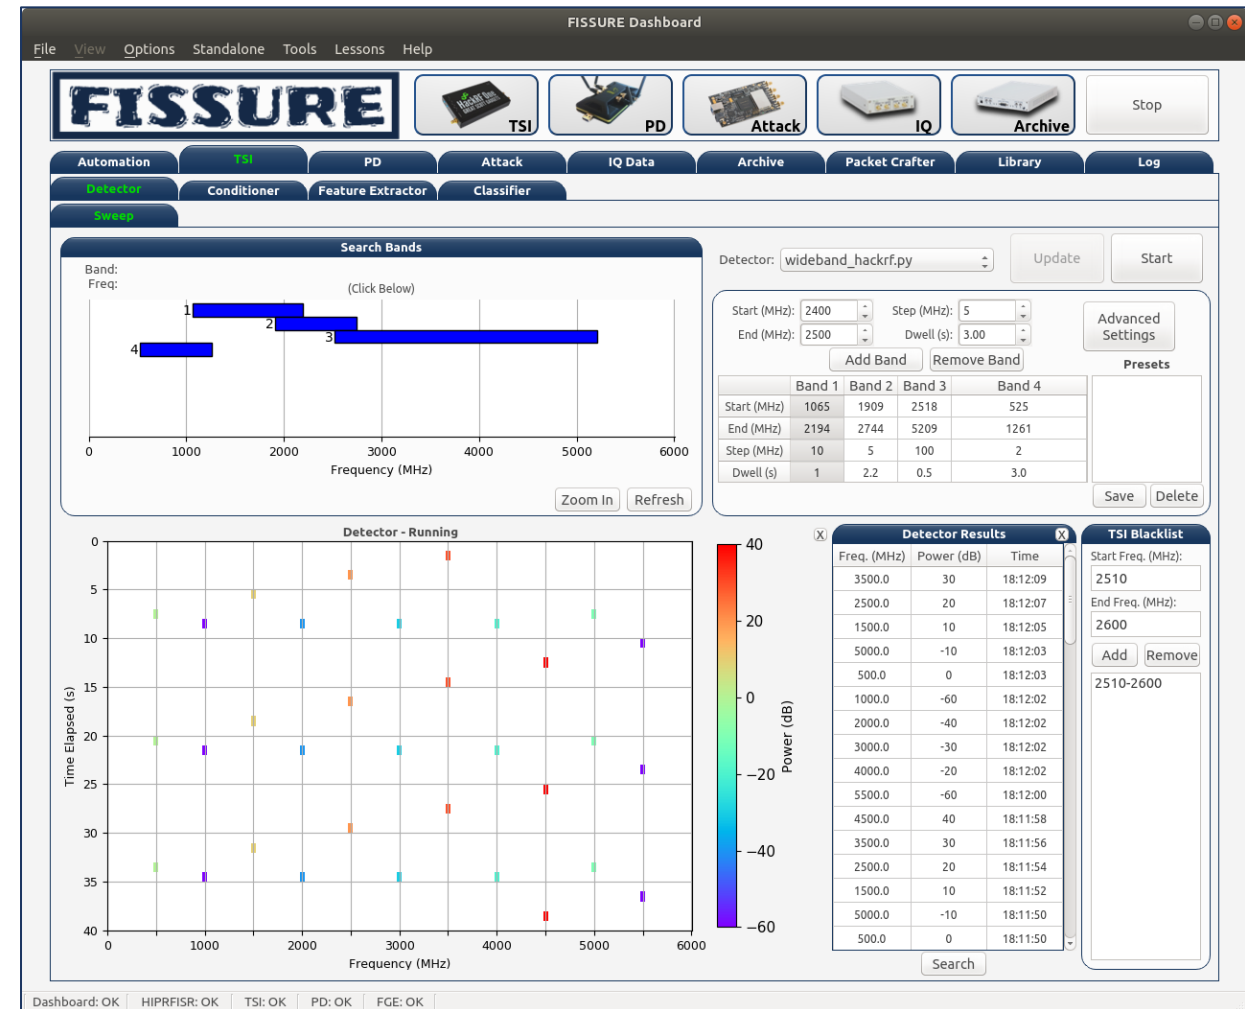 FISSURE Dashboard
File View Options Standalone Tools Lessons Help
FISSURE
HackRF One
TSI PD Attack IQ Archive Stop
Automation TSI PD Attack IQ Data Archive Packet Crafter Library Log
Detector Conditioner Feature Extractor Classifier
Sweep
Search Bands
Band:
Freq:
(Click Below)
1
2
3
4
0 1000 2000 3000 4000 5000 6000
Frequency (MHz)
Zoom In Refresh
Detector: wideband_hackrf.py Update Start
Start (MHz): 2400 Step (MHz): 5
End (MHz): 2500 Dwell (s): 3.00
Advanced
Settings
Add Band Remove Band
Presets
Band 1 Band 2 Band 3 Band 4
Start (MHz) 1065 1909 2518 525
End (MHz) 2194 2744 5209 1261
Step (MHz) 10 5 100 2
Dwell (s) 1 2.2 0.5 3.0
Save Delete
Detector - Running
X
0
5
10
15
20
25
30
35
40
Time Elapsed (s)
0 1000 2000 3000 4000 5000 6000
Frequency (MHz)
40
20
0
−20
−40
−60
Power (dB)
Detector Results X
Freq. (MHz) Power (dB) Time
3500.0 30 18:12:09
2500.0 20 18:12:07
1500.0 10 18:12:05
5000.0 -10 18:12:03
500.0 0 18:12:03
1000.0 -60 18:12:02
2000.0 -40 18:12:02
3000.0 -30 18:12:02
4000.0 -20 18:12:02
5500.0 -60 18:12:00
4500.0 40 18:11:58
3500.0 30 18:11:56
2500.0 20 18:11:54
1500.0 10 18:11:52
5000.0 -10 18:11:50
500.0 0 18:11:50
Search
TSI Blacklist
Start Freq. (MHz):
2510
End Freq. (MHz):
2600
Add Remove
2510-2600
Dashboard: OK HIPRFISR: OK TSI: OK PD: OK FGE: OK